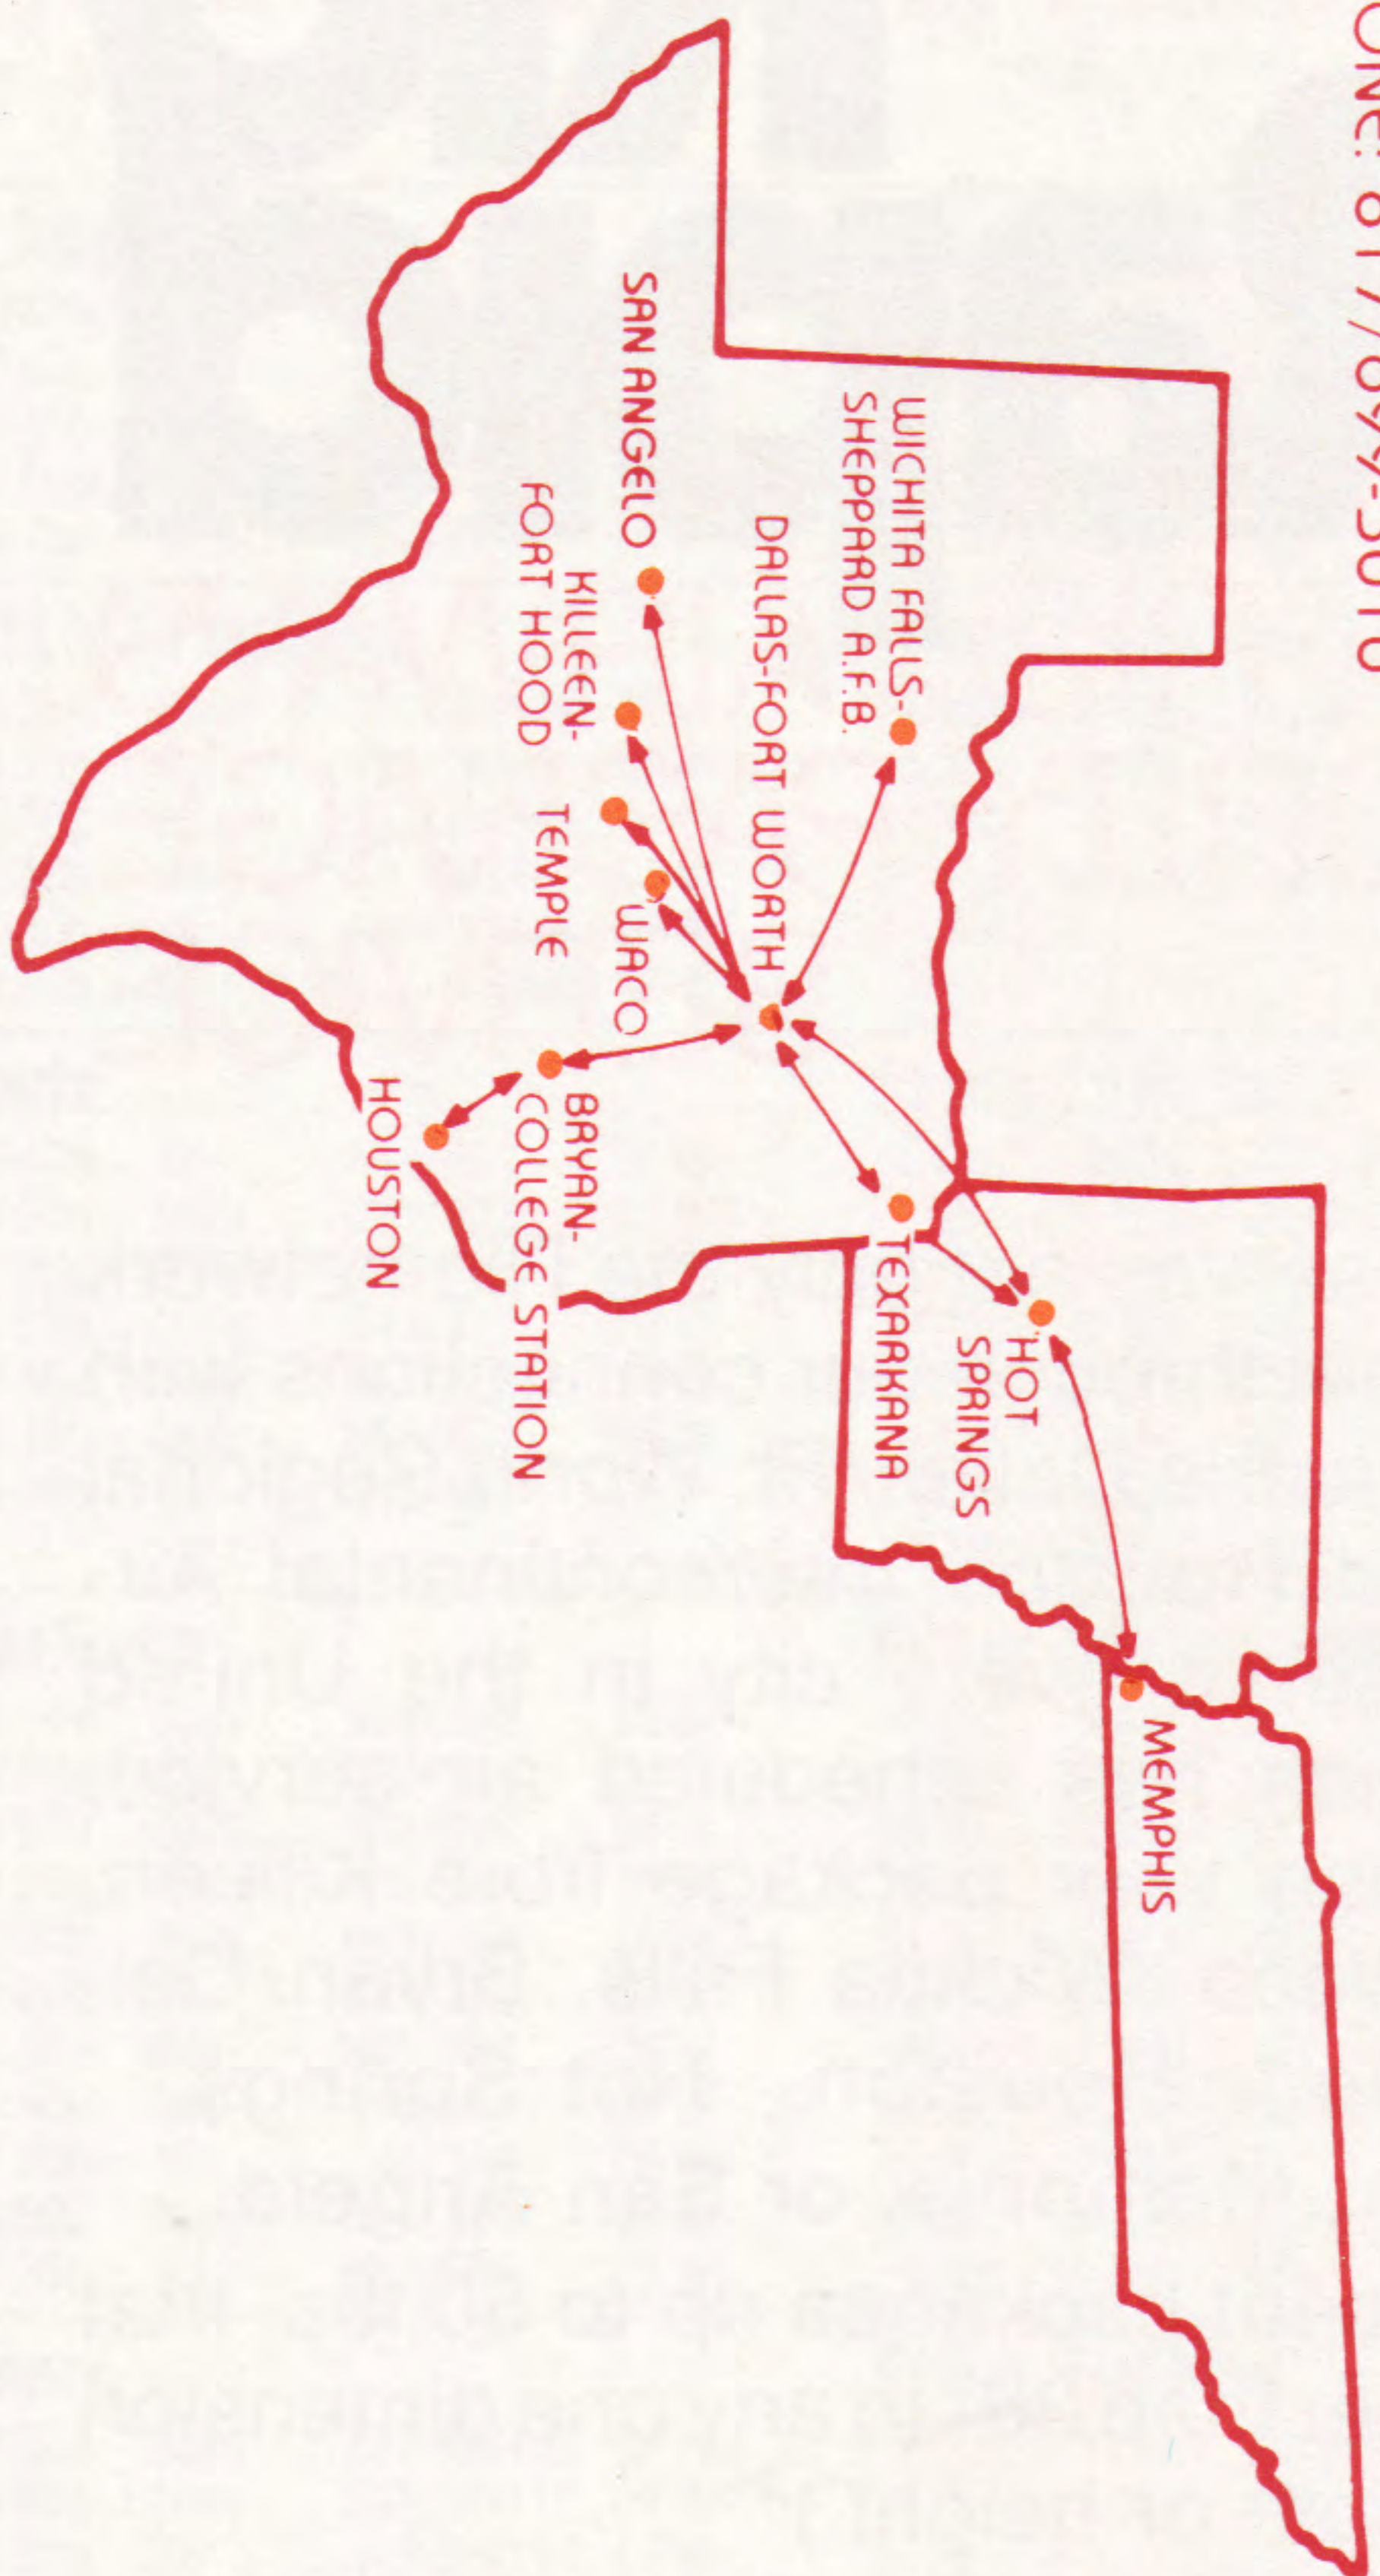 WICHITA FALLS-
SHEPPARD A.F.B.
DALLAS-FORT WORTH
SAN ANGELO
KILLEEN-
FORT HOOD
TEMPLE
WACO
BRYAN-
COLLEGE STATION
HOUSTON
TEXARKANA
HOT
SPRINGS
MEMPHIS